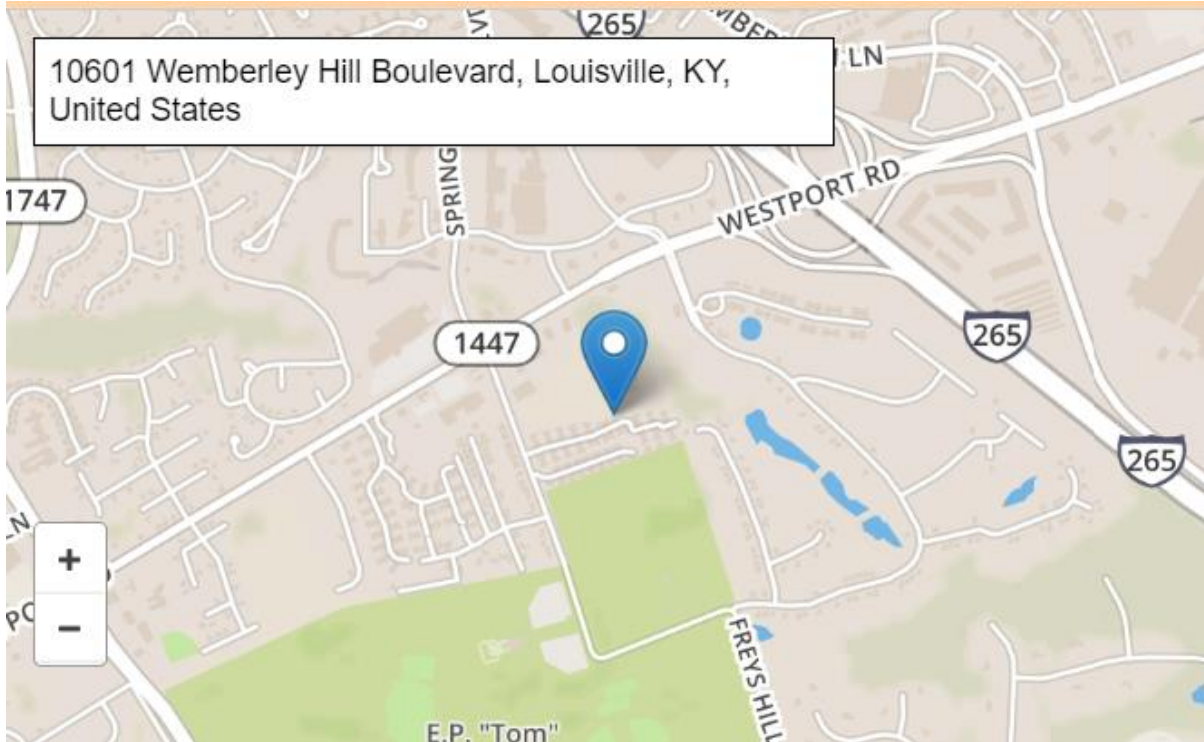 265
10601 Wemberley Hill Boulevard, Louisville, KY,
United States
LN
1747
SPRING
WESTPORT RD
1447
265
265
LN
+
−
FREYS HILL
E.P. "Tom"